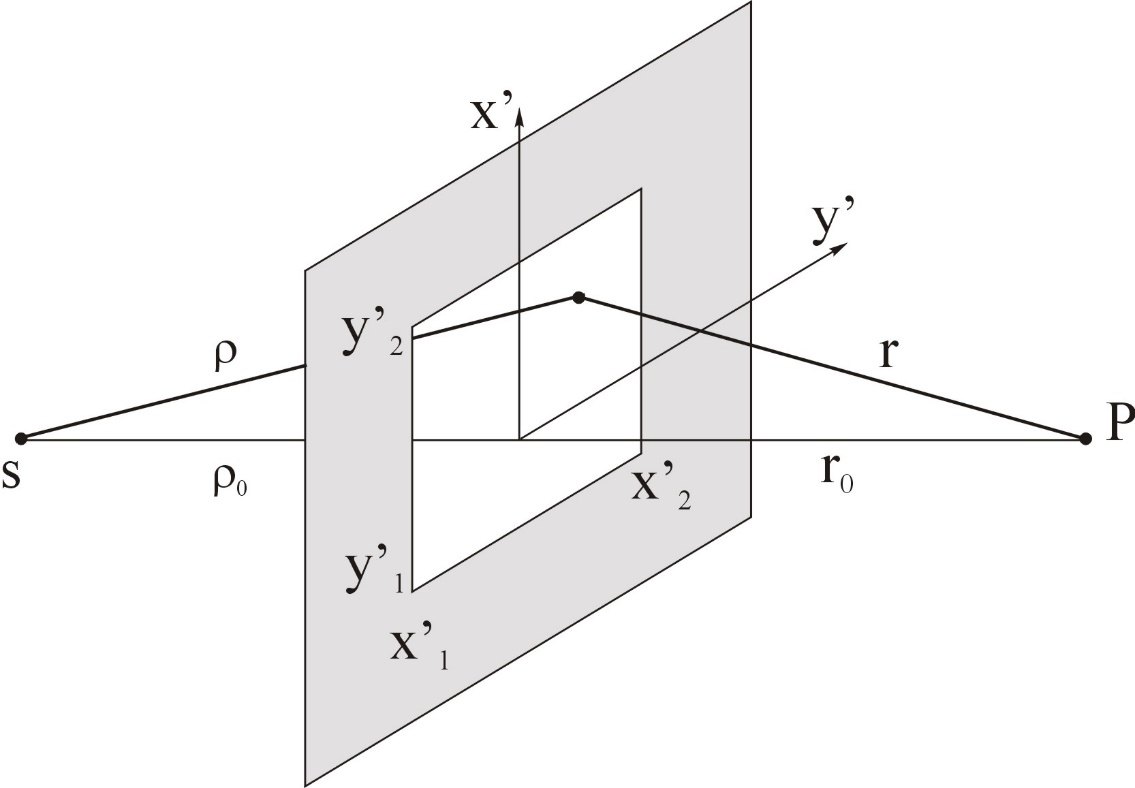 x’
y’
y’₂
ρ
r
P
s
ρ₀
r₀
x’₂
y’₁
x’₁